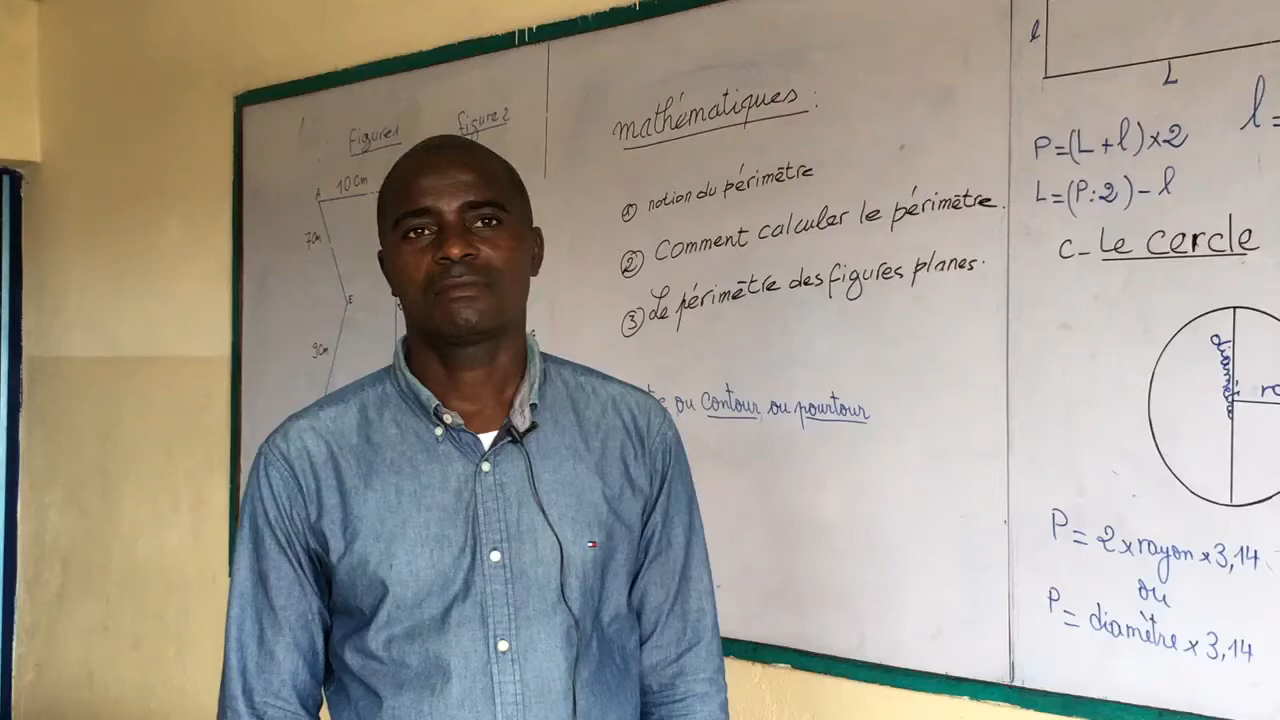 Figure1
figure2
A
10cm
7cm
E
9cm
mathématiques :
① notion du périmètre
② Comment calculer le périmètre.
③ Le périmètre des figures planes.
ou contour ou pourtour
l
L
P=(L+l)×2
L=(P:2)-l
l=
C- Le cercle
diamètre
P= 2×rayon×3,14
ou
P= diamètre×3,14